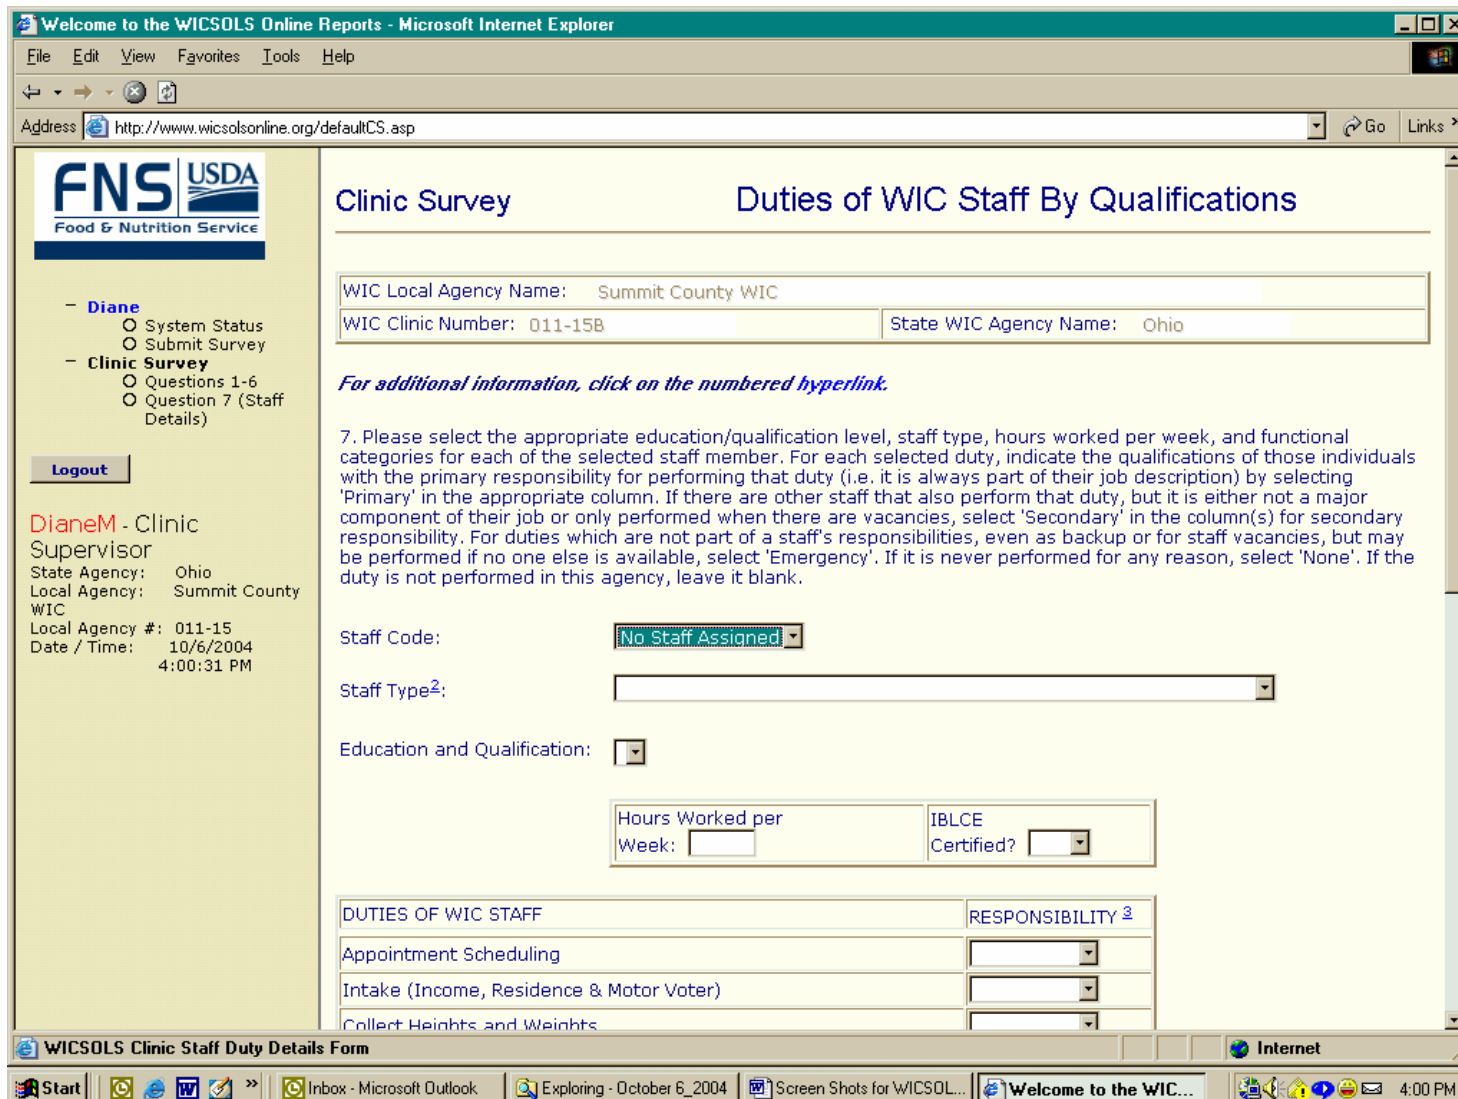 Welcome to the WICSOLS Online Reports - Microsoft Internet Explorer
File Edit View Favorites Tools Help
Address http://www.wicsolsonline.org/defaultCS.asp Go Links »
FNS USDA
Food & Nutrition Service
– Diane
System Status
Submit Survey
– Clinic Survey
Questions 1-6
Question 7 (Staff
Details)
Logout
DianeM - Clinic
Supervisor
State Agency: Ohio
Local Agency: Summit County
WIC
Local Agency #: 011-15
Date / Time: 10/6/2004
4:00:31 PM
Clinic Survey Duties of WIC Staff By Qualifications
WIC Local Agency Name: Summit County WIC
WIC Clinic Number: 011-15B State WIC Agency Name: Ohio
For additional information, click on the numbered hyperlink.
7. Please select the appropriate education/qualification level, staff type, hours worked per week, and functional
categories for each of the selected staff member. For each selected duty, indicate the qualifications of those individuals
with the primary responsibility for performing that duty (i.e. it is always part of their job description) by selecting
'Primary' in the appropriate column. If there are other staff that also perform that duty, but it is either not a major
component of their job or only performed when there are vacancies, select 'Secondary' in the column(s) for secondary
responsibility. For duties which are not part of a staff's responsibilities, even as backup or for staff vacancies, but may
be performed if no one else is available, select 'Emergency'. If it is never performed for any reason, select 'None'. If the
duty is not performed in this agency, leave it blank.
Staff Code: No Staff Assigned
Staff Type2:
Education and Qualification:
Hours Worked per
Week:
IBLCE
Certified?
DUTIES OF WIC STAFF RESPONSIBILITY 3
Appointment Scheduling
Intake (Income, Residence & Motor Voter)
Collect Heights and Weights
WICSOLS Clinic Staff Duty Details Form Internet
Start » Inbox - Microsoft Outlook Exploring - October 6_2004 Screen Shots for WICSOL... Welcome to the WIC... 4:00 PM